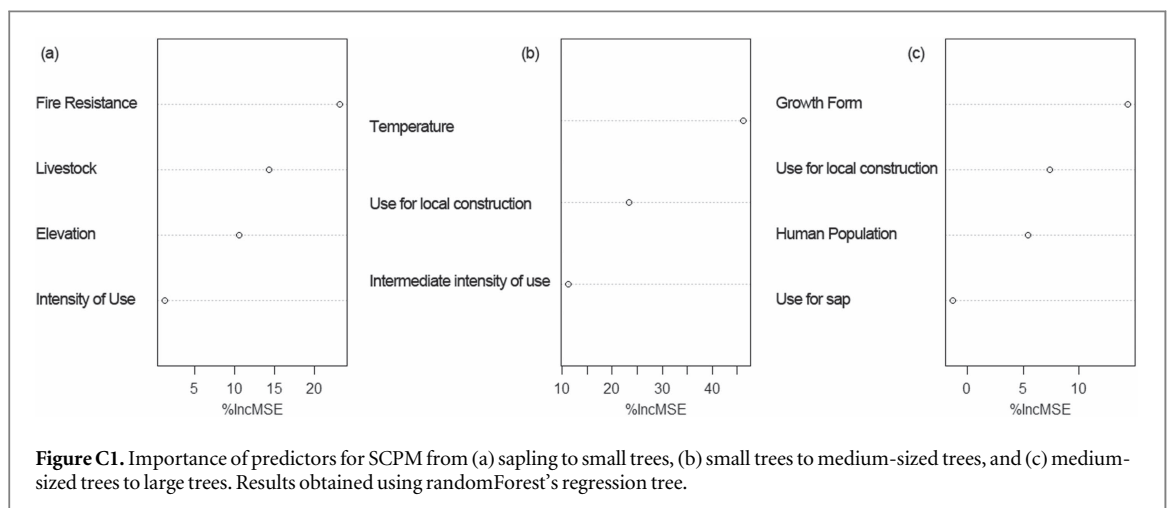 (a)
Fire Resistance
Livestock
Elevation
Intensity of Use
5 10 15 20
%IncMSE
(b)
Temperature
Use for local construction
Intermediate intensity of use
10 20 30 40
%IncMSE
(c)
Growth Form
Use for local construction
Human Population
Use for sap
0 5 10
%IncMSE
Figure C1. Importance of predictors for SCPM from (a) sapling to small trees, (b) small trees to medium-sized trees, and (c) medium-
sized trees to large trees. Results obtained using randomForest's regression tree.